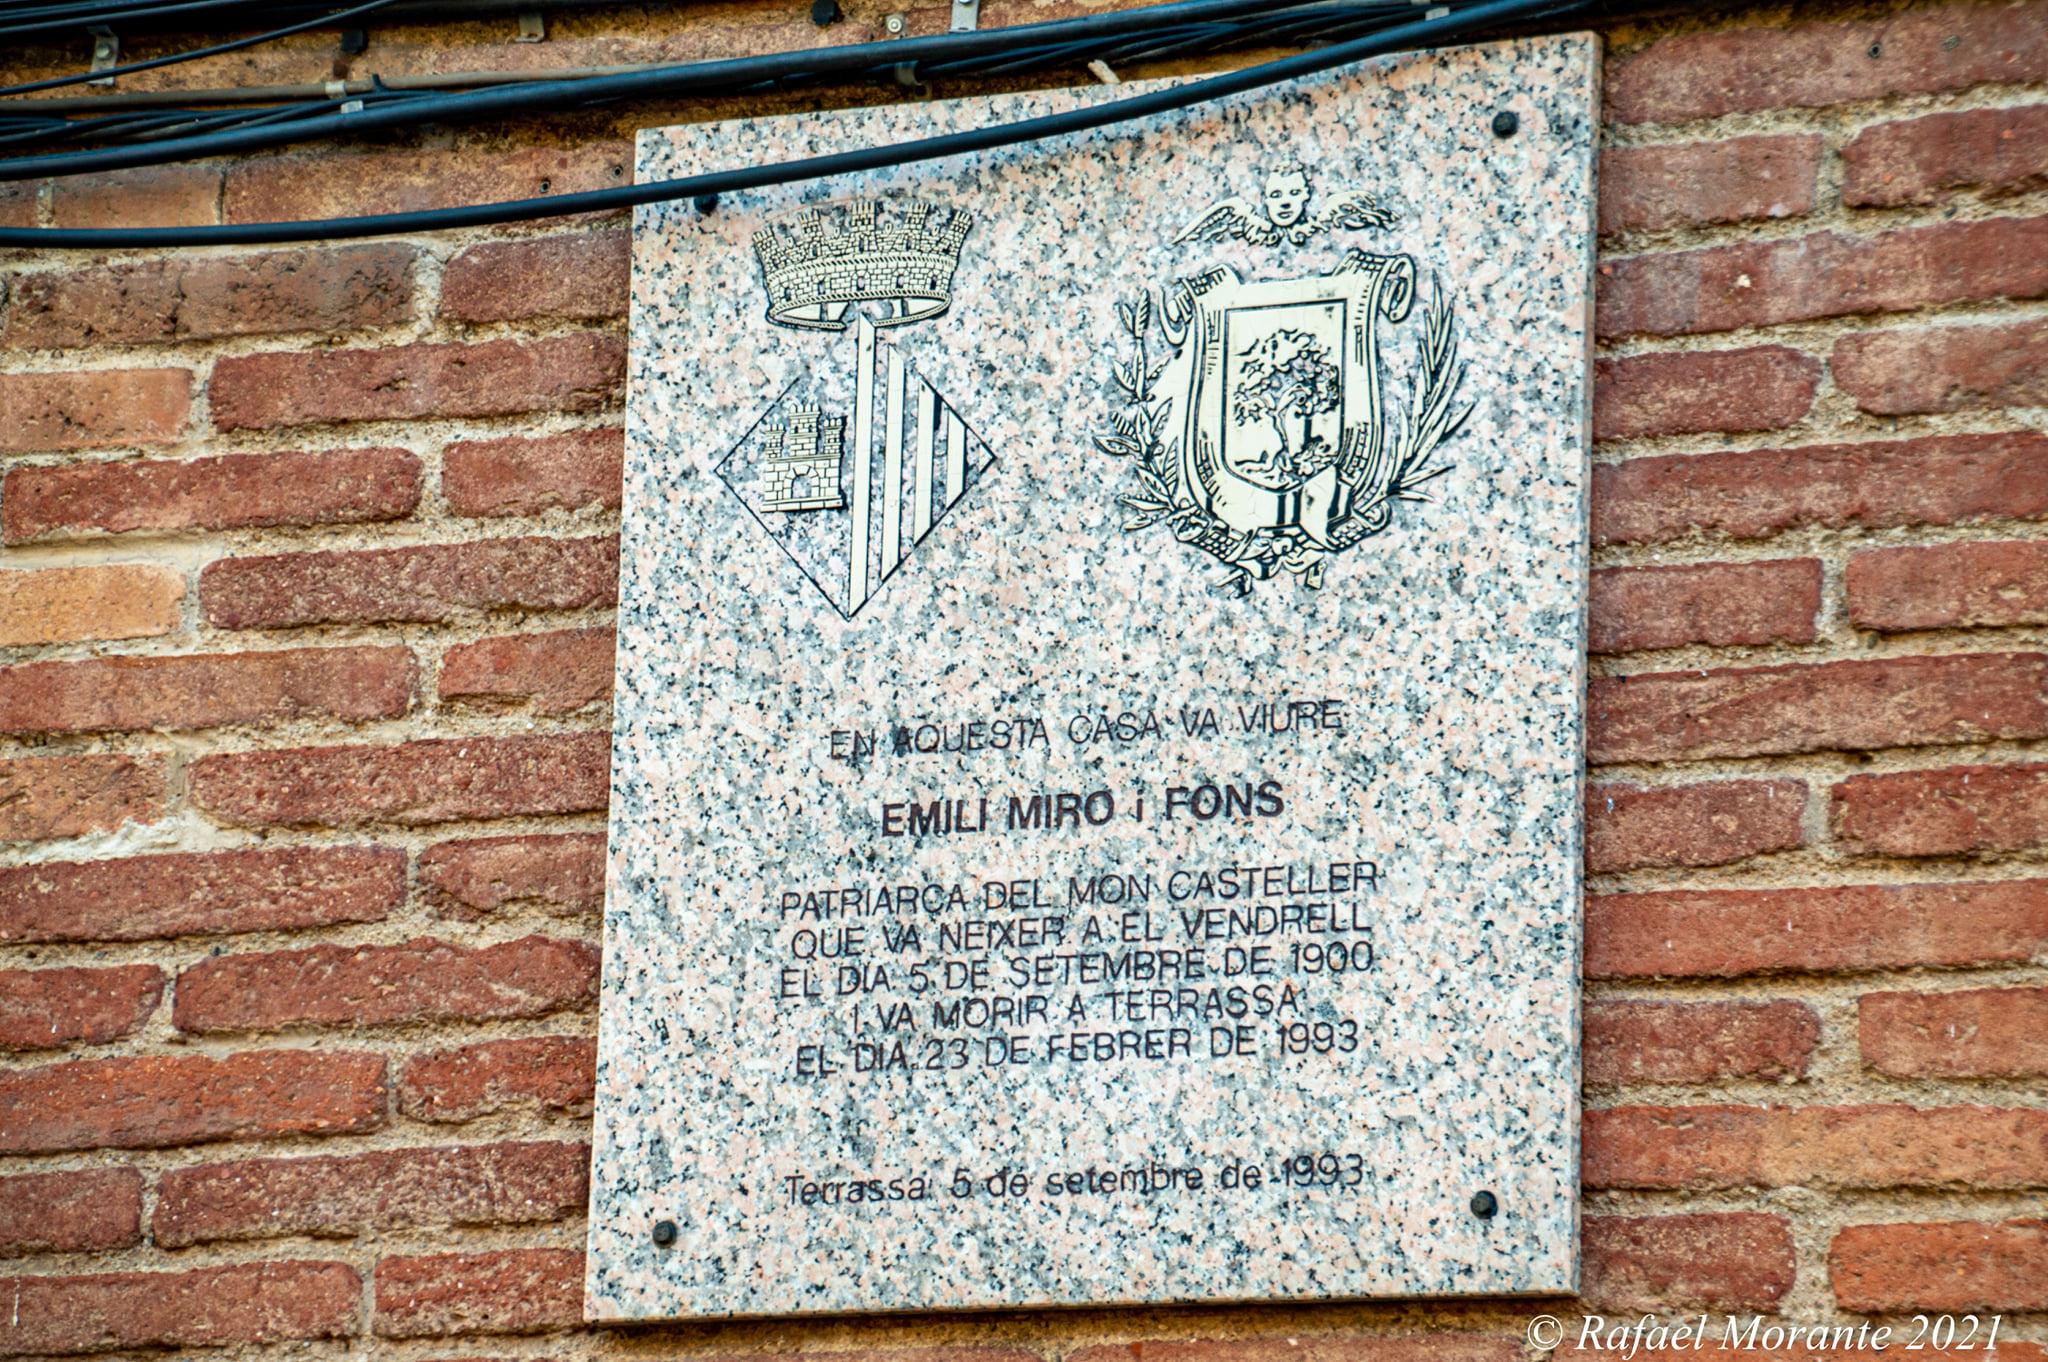 EN AQUESTA CASA VA VIURE
EMILI MIRO i FONS
PATRIARCA DEL MON CASTELLER
QUE VA NEIXER A EL VENDRELL
EL DIA 5 DE SETEMBRE DE 1900
I VA MORIR A TERRASSA
EL DIA 23 DE FEBRER DE 1993
Terrassa 5 de setembre de 1993
© Rafael Morante 2021